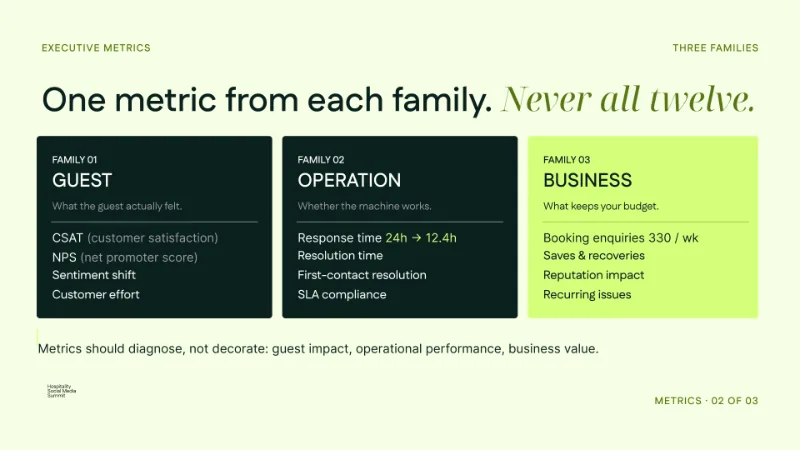 EXECUTIVE METRICS
THREE FAMILIES
One metric from each family. Never all twelve.
FAMILY 01
GUEST
What the guest actually felt.
CSAT (customer satisfaction)
NPS (net promoter score)
Sentiment shift
Customer effort
FAMILY 02
OPERATION
Whether the machine works.
Response time 24h → 12.4h
Resolution time
First-contact resolution
SLA compliance
FAMILY 03
BUSINESS
What keeps your budget.
Booking enquiries 330 / wk
Saves & recoveries
Reputation impact
Recurring issues
Metrics should diagnose, not decorate: guest impact, operational performance, business value.
Hospitality
Social Media
Summit
METRICS · 02 OF 03